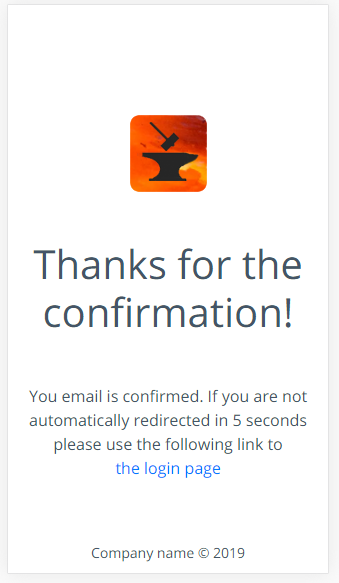 Thanks for the
confirmation!
You email is confirmed. If you are not
automatically redirected in 5 seconds
please use the following link to
the login page
Company name © 2019